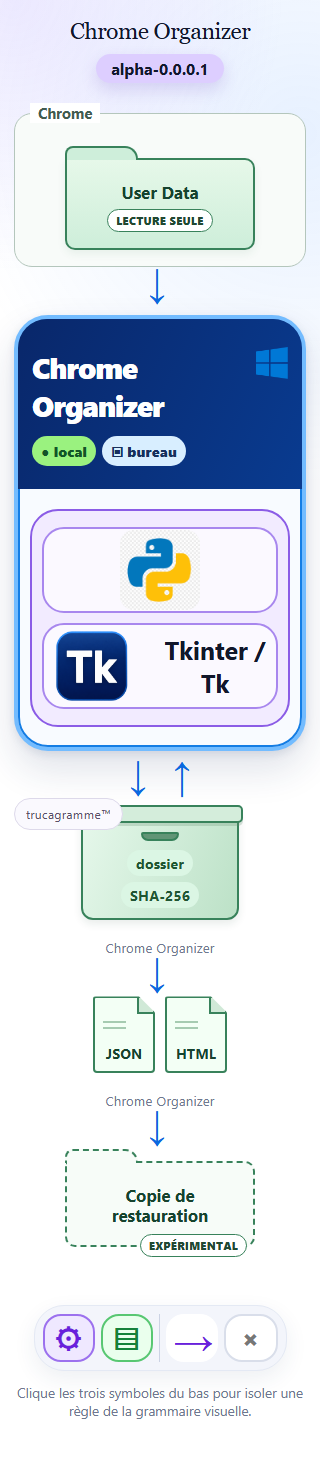 Chrome Organizer
alpha-0.0.0.1
Chrome
User Data
LECTURE SEULE
Chrome
Organizer
local
bureau
Tk
Tkinter /
Tk
trucagramme™
dossier
SHA-256
Chrome Organizer
JSON
HTML
Chrome Organizer
Copie de
restauration
EXPÉRIMENTAL
Clique les trois symboles du bas pour isoler une
règle de la grammaire visuelle.